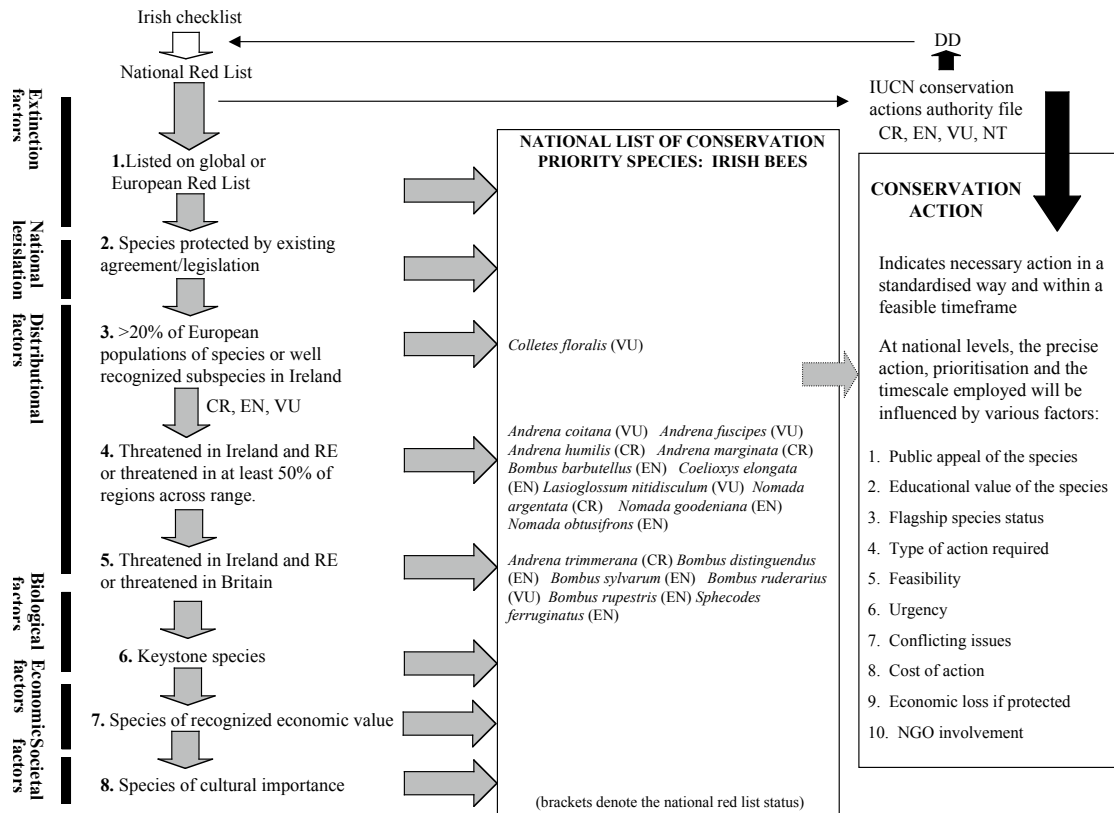 Irish checklist
National Red List
DD
IUCN conservation
actions authority file
CR, EN, VU, NT
Extinction
factors
National
legislation
Distributional
factors
Biological
factors
Economic
factors
Societal
factors
1.Listed on global or
European Red List
2. Species protected by existing
agreement/legislation
3. >20% of European
populations of species or well
recognized subspecies in Ireland
CR, EN, VU
4. Threatened in Ireland and RE
or threatened in at least 50% of
regions across range.
5. Threatened in Ireland and RE
or threatened in Britain
6. Keystone species
7. Species of recognized economic value
8. Species of cultural importance
NATIONAL LIST OF CONSERVATION
PRIORITY SPECIES: IRISH BEES
Colletes floralis (VU)
Andrena coitana (VU) Andrena fuscipes (VU)
Andrena humilis (CR) Andrena marginata (CR)
Bombus barbutellus (EN) Coelioxys elongata
(EN) Lasioglossum nitidisculum (VU) Nomada
argentata (CR) Nomada goodeniana (EN)
Nomada obtusifrons (EN)
Andrena trimmerana (CR) Bombus distinguendus
(EN) Bombus sylvarum (EN) Bombus ruderarius
(VU) Bombus rupestris (EN) Sphecodes
ferruginatus (EN)
(brackets denote the national red list status)
CONSERVATION
ACTION
Indicates necessary action in a
standardised way and within a
feasible timeframe
At national levels, the precise
action, prioritisation and the
timescale employed will be
influenced by various factors:
1. Public appeal of the species
2. Educational value of the species
3. Flagship species status
4. Type of action required
5. Feasibility
6. Urgency
7. Conflicting issues
8. Cost of action
9. Economic loss if protected
10. NGO involvement